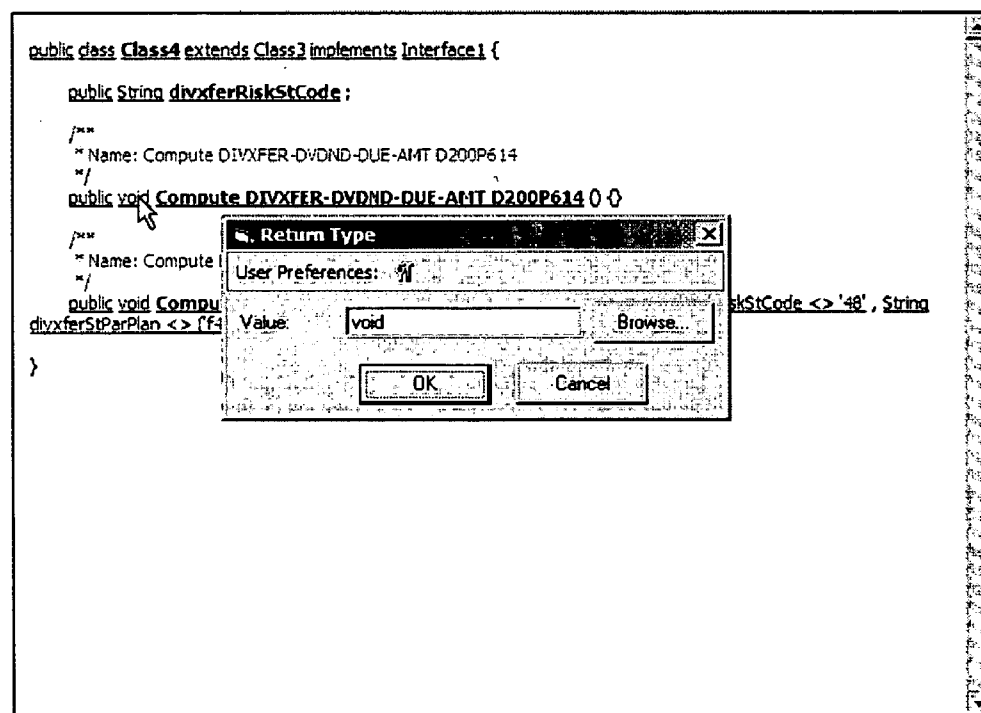 public class Class4 extends Class3 implements Interface1 {
public String divxferRiskStCode ;
/**
* Name: Compute DIVXFER-DVDND-DUE-AMT D200P614
*/
public void Compute DIVXFER-DVDND-DUE-AMT D200P614 () {}
/**
* Name: Compute
*/
public void Compu skStCode <> '48' , String
divxferStParPlan <>
}
Return Type
User Preferences:
Value: void Browse...
OK Cancel